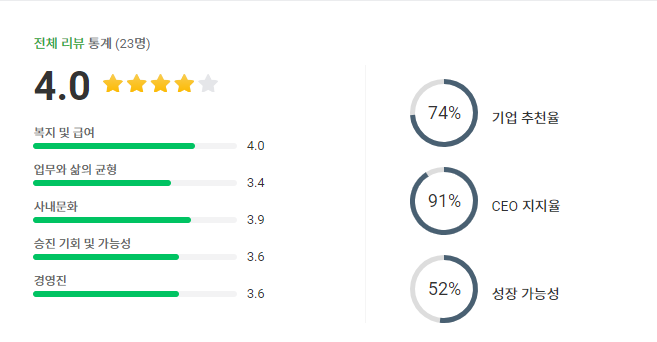 전체 리뷰 통계 (23명)
4.0
복지 및 급여
4.0
업무와 삶의 균형
3.4
사내문화
3.9
승진 기회 및 가능성
3.6
경영진
3.6
74% 기업 추천율
91% CEO 지지율
52% 성장 가능성